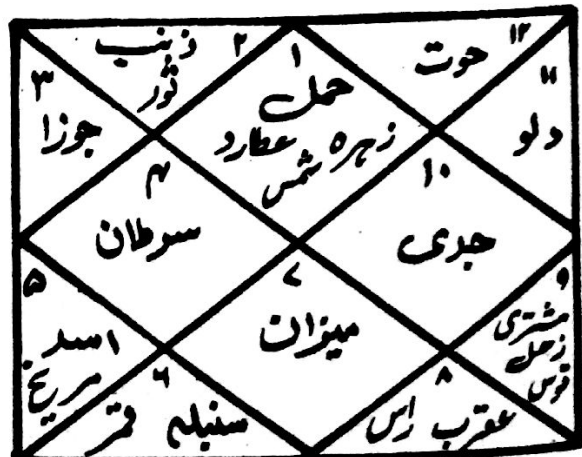 ۱
حمل
زہرہ عطارد
شمس
۲
ذنب
ثور
۳
جوزا
۴
سرطان
۵
اسد
مریخ
۶
سنبلہ قمر
۷
میزان
۸
عقرب راس
۹
مشتری
زحل
قوس
۱۰
جدی
۱۱
دلو
۱۲
حوت